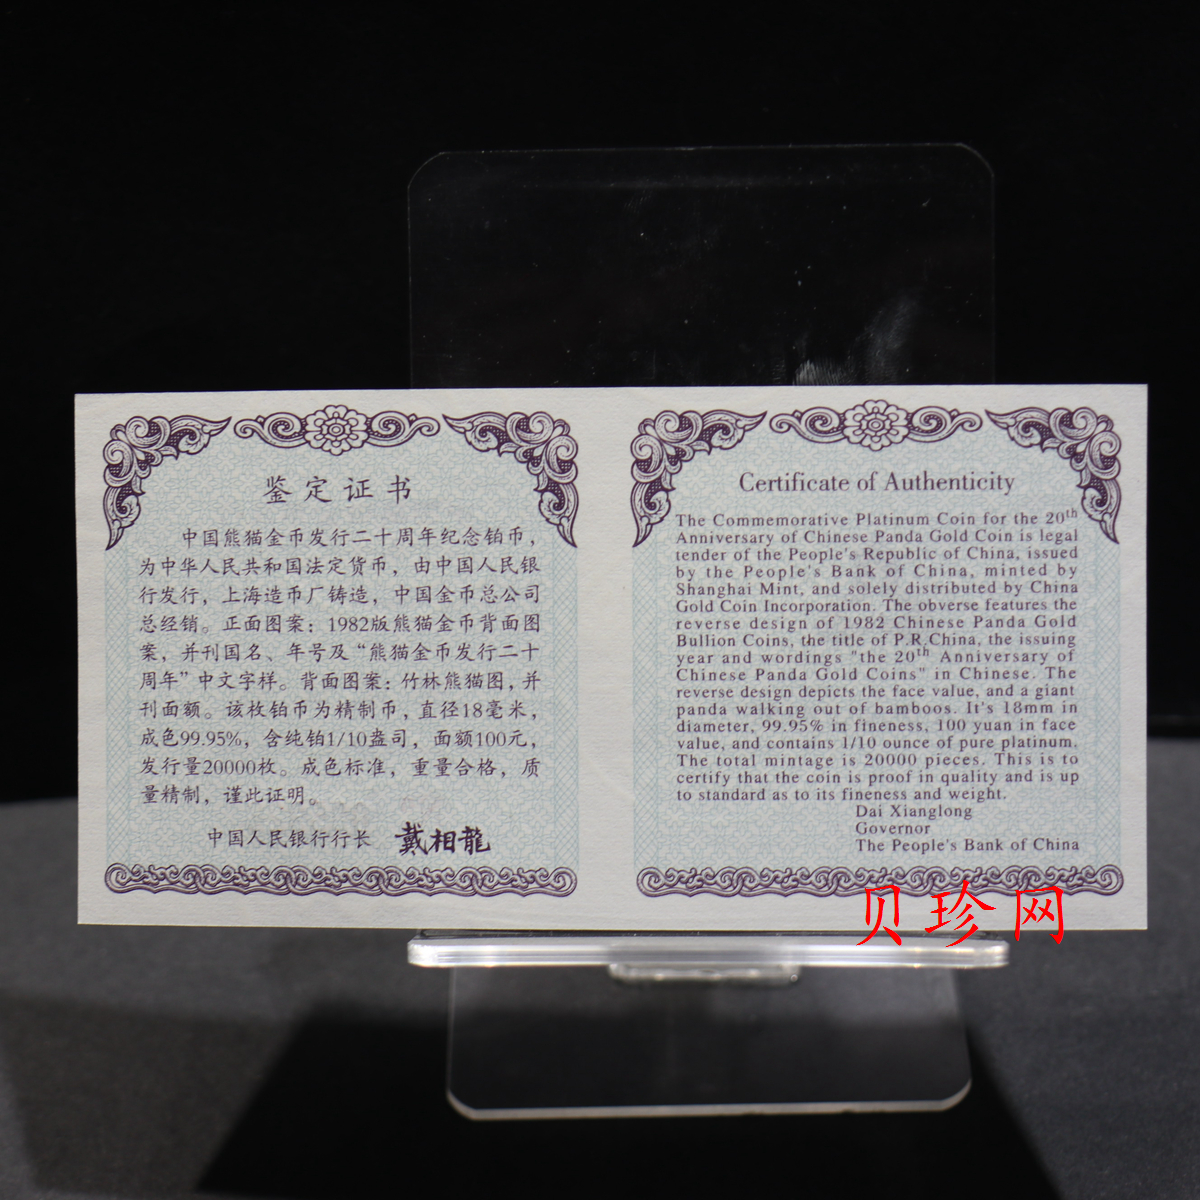 鉴定证书
中国熊猫金币发行二十周年纪念铂币
为中华人民共和国法定货币，由中国人民银
行发行，上海造币厂铸造，中国金币总公司
总经销。正面图案：1982版熊猫金币背面图
案，并刊国名、年号及“熊猫金币发行二十
周年”中文字样。背面图案：竹林熊猫图，并
刊面额。该枚铂币为精制币，直径18毫米，
成色99.95%，含纯铂1/10盎司，面额100元，
发行量20000枚。成色标准，重量合格，质
量精制，谨此证明。
中国人民银行行长 戴相龍
Certificate of Authenticity
The Commemorative Platinum Coin for the 20th
Anniversary of Chinese Panda Gold Coin is legal
tender of the People's Republic of China, issued
by the People's Bank of China, minted by
Shanghai Mint, and solely distributed by China
Gold Coin Incorporation. The obverse features the
reverse design of 1982 Chinese Panda Gold
Bullion Coins, the title of P.R.China, the issuing
year and wordings "the 20th Anniversary of
Chinese Panda Gold Coins" in Chinese. The
reverse design depicts the face value, and a giant
panda walking out of bamboos. It's 18mm in
diameter, 99.95% in fineness, 100 yuan in face
value, and contains 1/10 ounce of pure platinum.
The total mintage is 20000 pieces. This is to
certify that the coin is proof in quality and is up
to standard as to its fineness and weight.
Dai Xianglong
Governor
The People's Bank of China
贝珍网